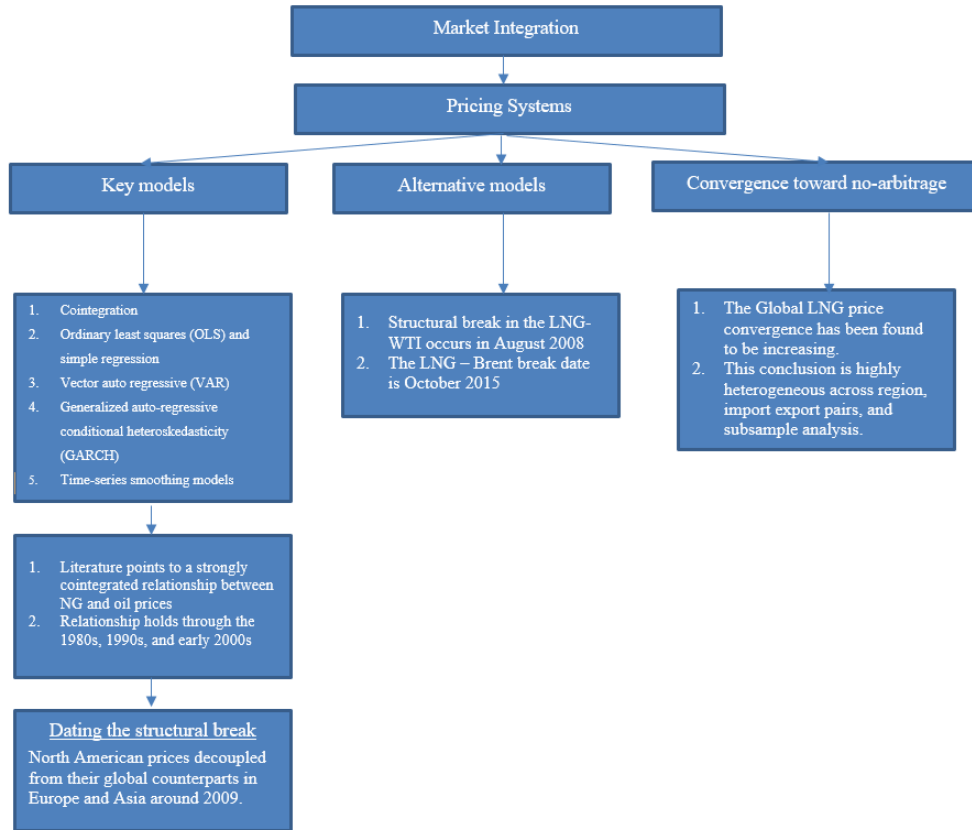 Market Integration
Pricing Systems
Key models
Alternative models
Convergence toward no-arbitrage
1. Cointegration
2. Ordinary least squares (OLS) and
simple regression
3. Vector auto regressive (VAR)
4. Generalized auto-regressive
conditional heteroskedasticity
(GARCH)
5. Time-series smoothing models
1. Structural break in the LNG-
WTI occurs in August 2008
2. The LNG – Brent break date
is October 2015
1. The Global LNG price
convergence has been found
to be increasing.
2. This conclusion is highly
heterogeneous across region,
import export pairs, and
subsample analysis.
1. Literature points to a strongly
cointegrated relationship between
NG and oil prices
2. Relationship holds through the
1980s, 1990s, and early 2000s
Dating the structural break
North American prices decoupled
from their global counterparts in
Europe and Asia around 2009.